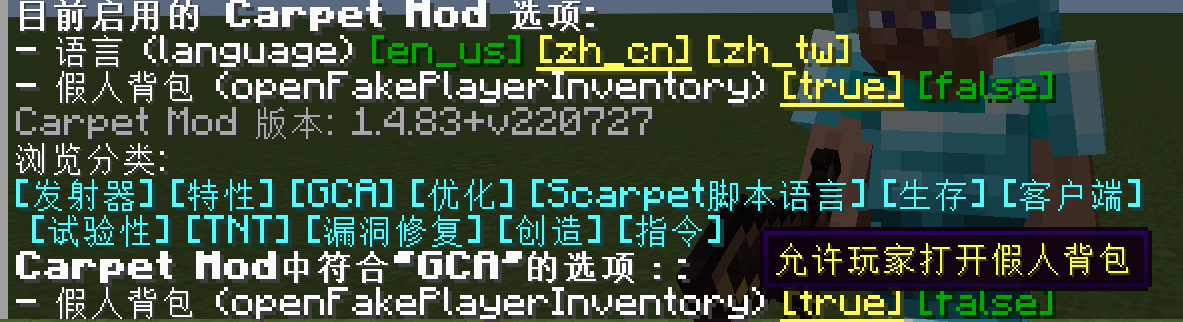 目前启用的 Carpet Mod 选项:
- 语言 (language) [en_us] [zh_cn] [zh_tw]
- 假人背包 (openFakePlayerInventory) [true] [false]
Carpet Mod 版本: 1.4.83+v220727
浏览分类:
[发射器] [特性] [GCA] [优化] [Scarpet脚本语言] [生存] [客户端]
[试验性] [TNT] [漏洞修复] [创造] [指令]
Carpet Mod中符合"GCA"的选项：:
允许玩家打开假人背包
- 假人背包 (openFakePlayerInventory) [true] [false]